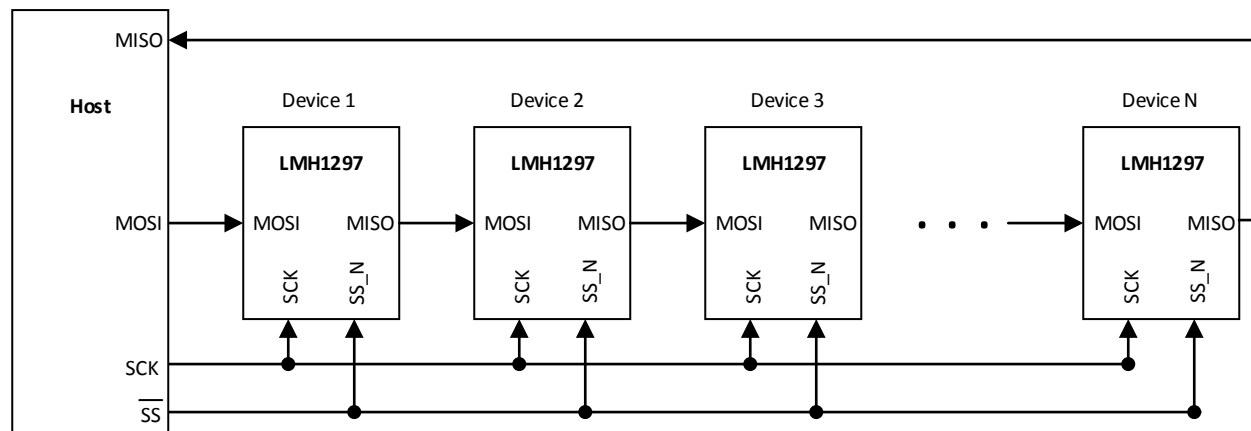 MISO
Host
Device 1 Device 2 Device 3 Device N
LMH1297 LMH1297 LMH1297 LMH1297
MOSI MOSI MISO MOSI MISO MOSI MISO . . . MOSI MISO
SCK SS_N SCK SS_N SCK SS_N SCK SS_N
SCK
SS